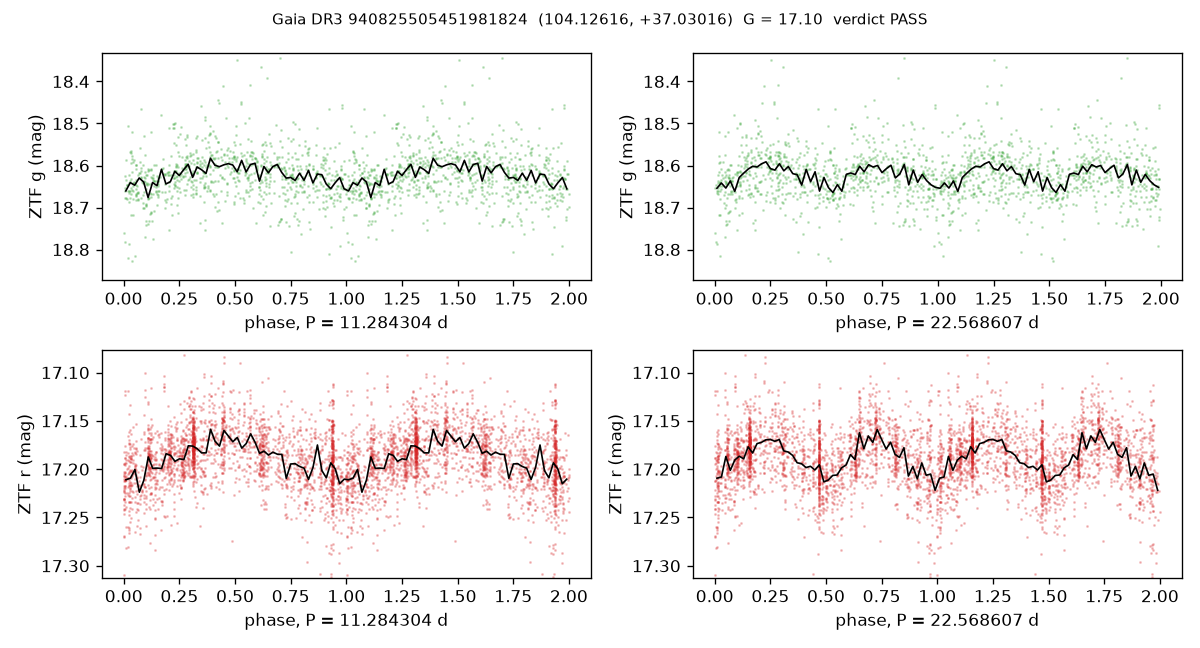 Gaia DR3 940825505451981824 (104.12616, +37.03016) G = 17.10 verdict PASS
ZTF g (mag)
18.4
18.5
18.6
18.7
18.8
0.00 0.25 0.50 0.75 1.00 1.25 1.50 1.75 2.00
phase, P = 11.284304 d
ZTF g (mag)
18.4
18.5
18.6
18.7
18.8
0.00 0.25 0.50 0.75 1.00 1.25 1.50 1.75 2.00
phase, P = 22.568607 d
ZTF r (mag)
17.10
17.15
17.20
17.25
17.30
0.00 0.25 0.50 0.75 1.00 1.25 1.50 1.75 2.00
phase, P = 11.284304 d
ZTF r (mag)
17.10
17.15
17.20
17.25
17.30
0.00 0.25 0.50 0.75 1.00 1.25 1.50 1.75 2.00
phase, P = 22.568607 d